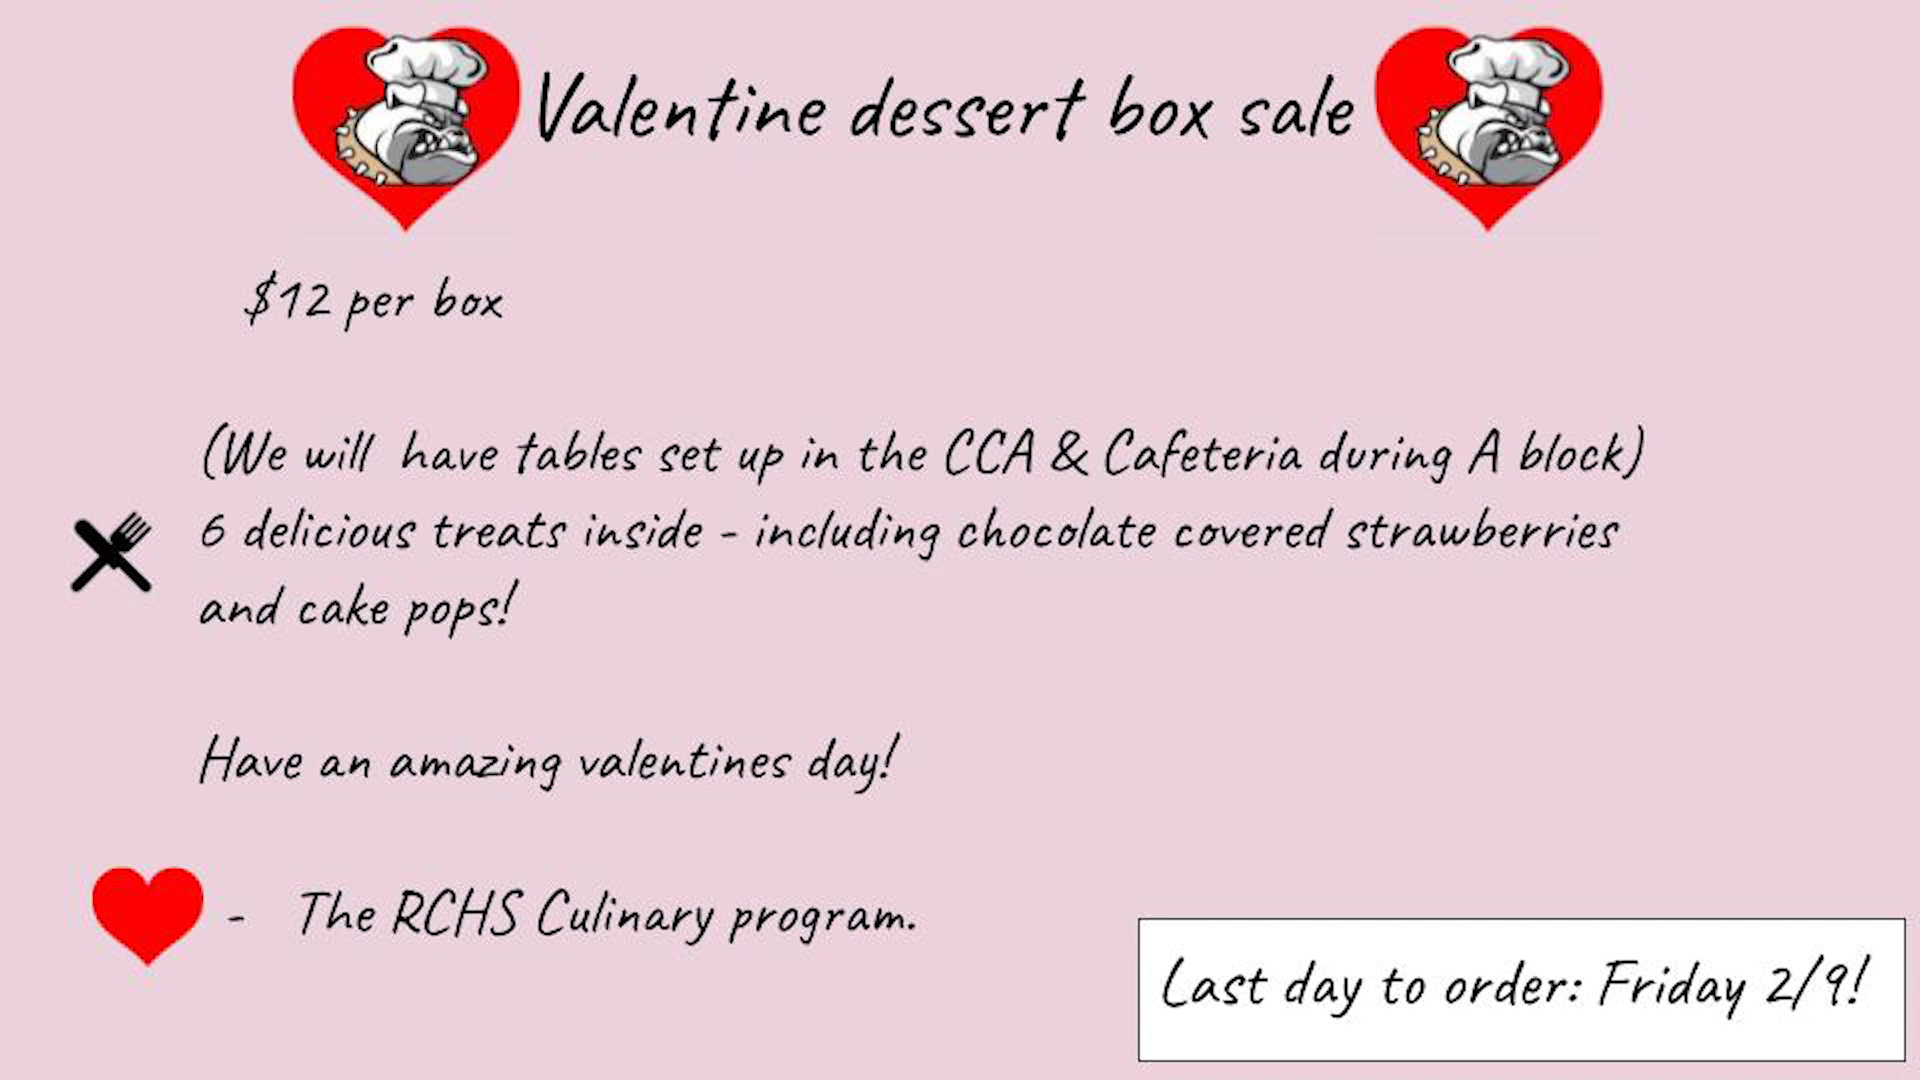 Valentine dessert box sale
$12 per box
(We will have tables set up in the CCA & Cafeteria during A block)
6 delicious treats inside - including chocolate covered strawberries
and cake pops!
Have an amazing valentines day!
- The RCHS Culinary program.
Last day to order: Friday 2/9!